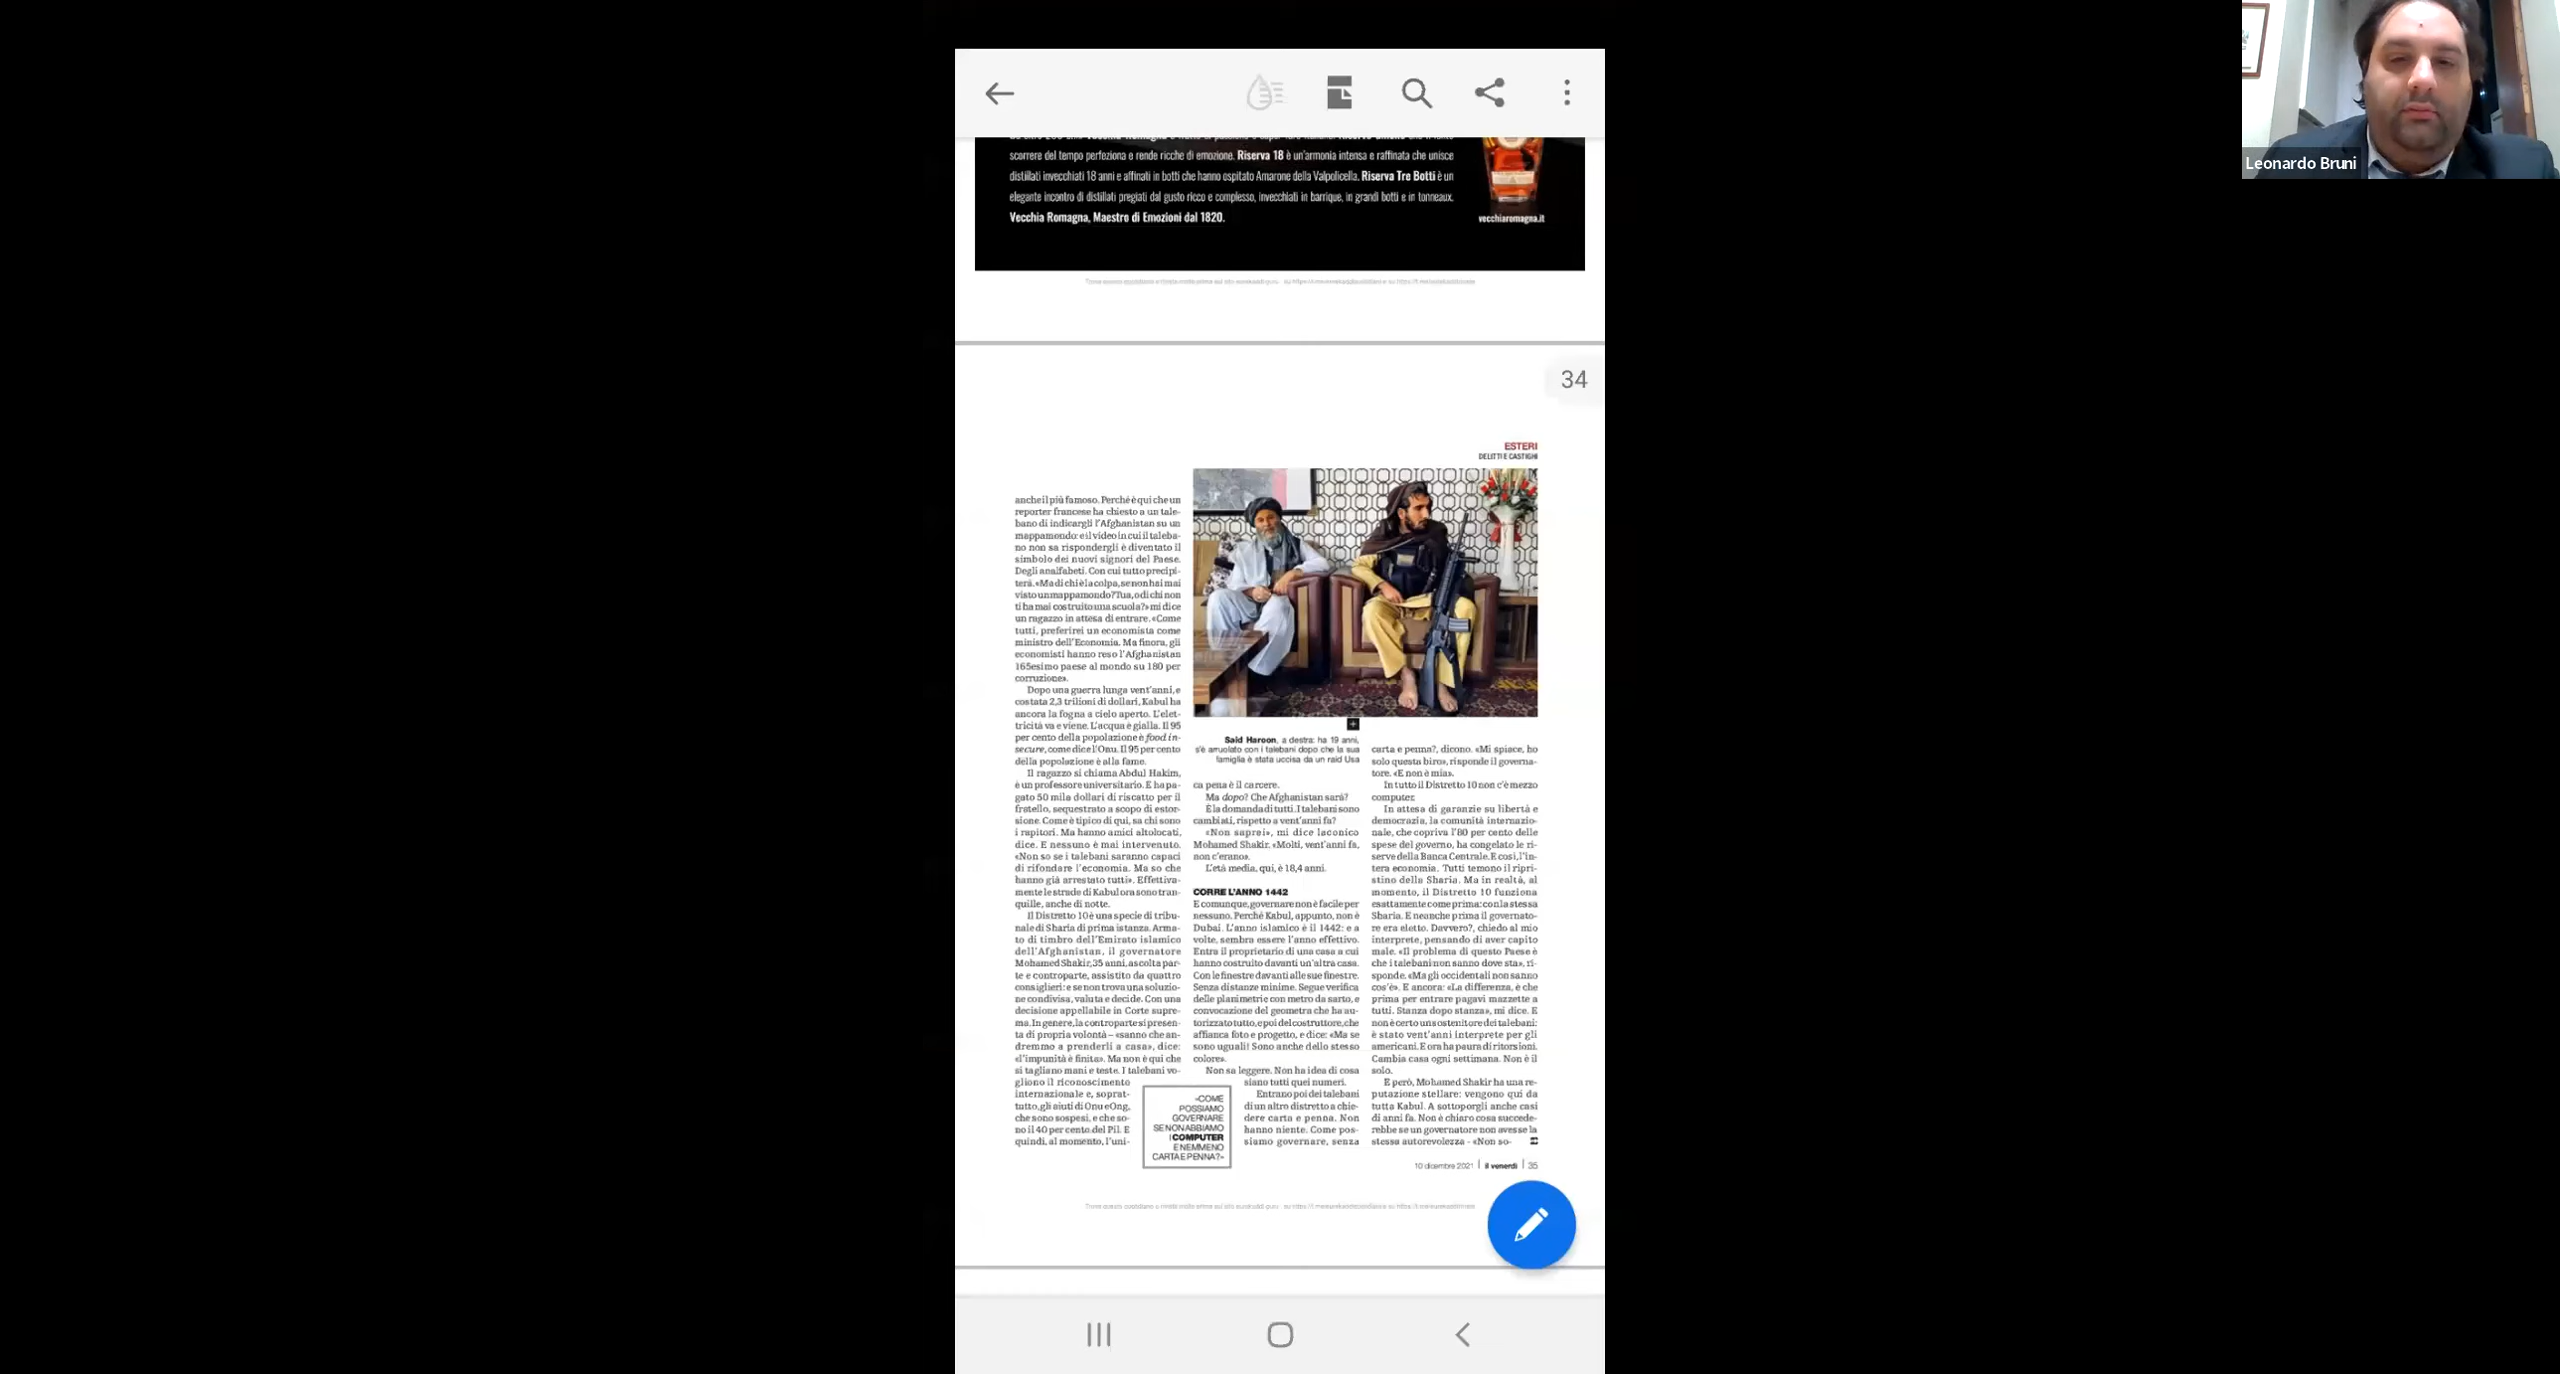 scorrere del tempo perfeziona e rende ricche di emozione. Riserva 18 è un'armonia intensa e raffinata che unisce
distillati invecchiati 18 anni e affinati in botti che hanno ospitato Amarone della Valpolicella. Riserva Tre Botti è un
elegante incontro di distillati pregiati dal gusto ricco e complesso, invecchiati in barrique, in grandi botti e in tonneaux.
Vecchia Romagna, Maestro di Emozioni dal 1820.
vecchiaromagna.it
34
ESTERI
DELITTI E CASTIGHI
anche il più famoso. Perché è qui che un
reporter francese ha chiesto a un tale-
bano di indicargli l'Afghanistan su un
mappamondo: e il video in cui il taleba-
no non sa rispondergli è diventato il
simbolo dei nuovi signori del Paese.
Degli analfabeti. Con cui tutto precipi-
terà. «Ma di chi è la colpa, se non hai mai
visto un mappamondo? Tua, o di chi non
ti ha mai costruito una scuola?» mi dice
un ragazzo in attesa di entrare. «Come
tutti, preferirei un economista come
ministro dell'Economia. Ma finora, gli
economisti hanno reso l'Afghanistan
165esimo paese al mondo su 180 per
corruzione».
Dopo una guerra lunga vent'anni, e
costata 2,3 trilioni di dollari, Kabul ha
ancora la fogna a cielo aperto. L'elet-
tricità va e viene. L'acqua è gialla. Il 95
per cento della popolazione è food in-
secure, come dice l'Onu. Il 95 per cento
della popolazione è alla fame.
Il ragazzo si chiama Abdul Hakim,
è un professore universitario. E ha pa-
gato 50 mila dollari di riscatto per il
fratello, sequestrato a scopo di estor-
sione. Come è tipico di qui, sa chi sono
i rapitori. Ma hanno amici altolocati,
dice. E nessuno è mai intervenuto.
«Non so se i talebani saranno capaci
di rifondare l'economia. Ma so che
hanno già arrestato tutti». Effettiva-
mente le strade di Kabul ora sono tran-
quille, anche di notte.
Il Distretto 10 è una specie di tribu-
nale di Sharia di prima istanza. Arma-
to di timbro dell'Emirato islamico
dell'Afghanistan, il governatore
Mohamed Shakir, 35 anni, ascolta par-
te e controparte, assistito da quattro
consiglieri: e se non trova una soluzio-
ne condivisa, valuta e decide. Con una
decisione appellabile in Corte supre-
ma. In genere, la controparte si presen-
ta di propria volontà – «sanno che an-
dremmo a prenderli a casa», dice:
«l'impunità è finita». Ma non è qui che
si tagliano mani e teste. I talebani vo-
gliono il riconoscimento
internazionale e, soprat-
tutto, gli aiuti di Onu e Ong,
che sono sospesi, e che so-
no il 40 per cento del Pil. E
quindi, al momento, l'uni-
Said Haroon, a destra: ha 19 anni,
s'è arruolato con i talebani dopo che la sua
famiglia è stata uccisa da un raid Usa
ca pena è il carcere.
Ma dopo? Che Afghanistan sarà?
È la domanda di tutti. I talebani sono
cambiati, rispetto a vent'anni fa?
«Non saprei», mi dice laconico
Mohamed Shakir. «Molti, vent'anni fa,
non c'erano».
L'età media, qui, è 18,4 anni.
CORRE L'ANNO 1442
E comunque, governare non è facile per
nessuno. Perché Kabul, appunto, non è
Dubai. L'anno islamico è il 1442: e a
volte, sembra essere l'anno effettivo.
Entra il proprietario di una casa a cui
hanno costruito davanti un'altra casa.
Con le finestre davanti alle sue finestre.
Senza distanze minime. Segue verifica
delle planimetrie con metro da sarto, e
convocazione del geometra che ha au-
torizzato tutto, e poi del costruttore, che
affianca foto e progetto, e dice: «Ma se
sono uguali! Sono anche dello stesso
colore».
Non sa leggere. Non ha idea di cosa
siano tutti quei numeri.
Entrano poi dei talebani
di un altro distretto a chie-
dere carta e penna. Non
hanno niente. Come pos-
siamo governare, senza
«COME
POSSIAMO
GOVERNARE
SE NON ABBIAMO
I COMPUTER
E NEMMENO
CARTA E PENNA?»
carta e penna?, dicono. «Mi spiace, ho
solo questa biro», risponde il governa-
tore. «E non è mia».
In tutto il Distretto 10 non c'è mezzo
computer.
In attesa di garanzie su libertà e
democrazia, la comunità internazio-
nale, che copriva l'80 per cento delle
spese del governo, ha congelato le ri-
serve della Banca Centrale. E così, l'in-
tera economia. Tutti temono il ripri-
stino della Sharia. Ma in realtà, al
momento, il Distretto 10 funziona
esattamente come prima: con la stessa
Sharia. E neanche prima il governato-
re era eletto. Davvero?, chiedo al mio
interprete, pensando di aver capito
male. «Il problema di questo Paese è
che i talebani non sanno dove sta», ri-
sponde. «Ma gli occidentali non sanno
cos'è». E ancora: «La differenza, è che
prima per entrare pagavi mazzette a
tutti. Stanza dopo stanza», mi dice. E
non è certo un sostenitore dei talebani:
è stato vent'anni interprete per gli
americani. E ora ha paura di ritorsioni.
Cambia casa ogni settimana. Non è il
solo.
E però, Mohamed Shakir ha una re-
putazione stellare: vengono qui da
tutta Kabul. A sottoporgli anche casi
di anni fa. Non è chiaro cosa succede-
rebbe se un governatore non avesse la
stessa autorevolezza - «Non so-
10 dicembre 2021 | il venerdì | 35
Leonardo Bruni